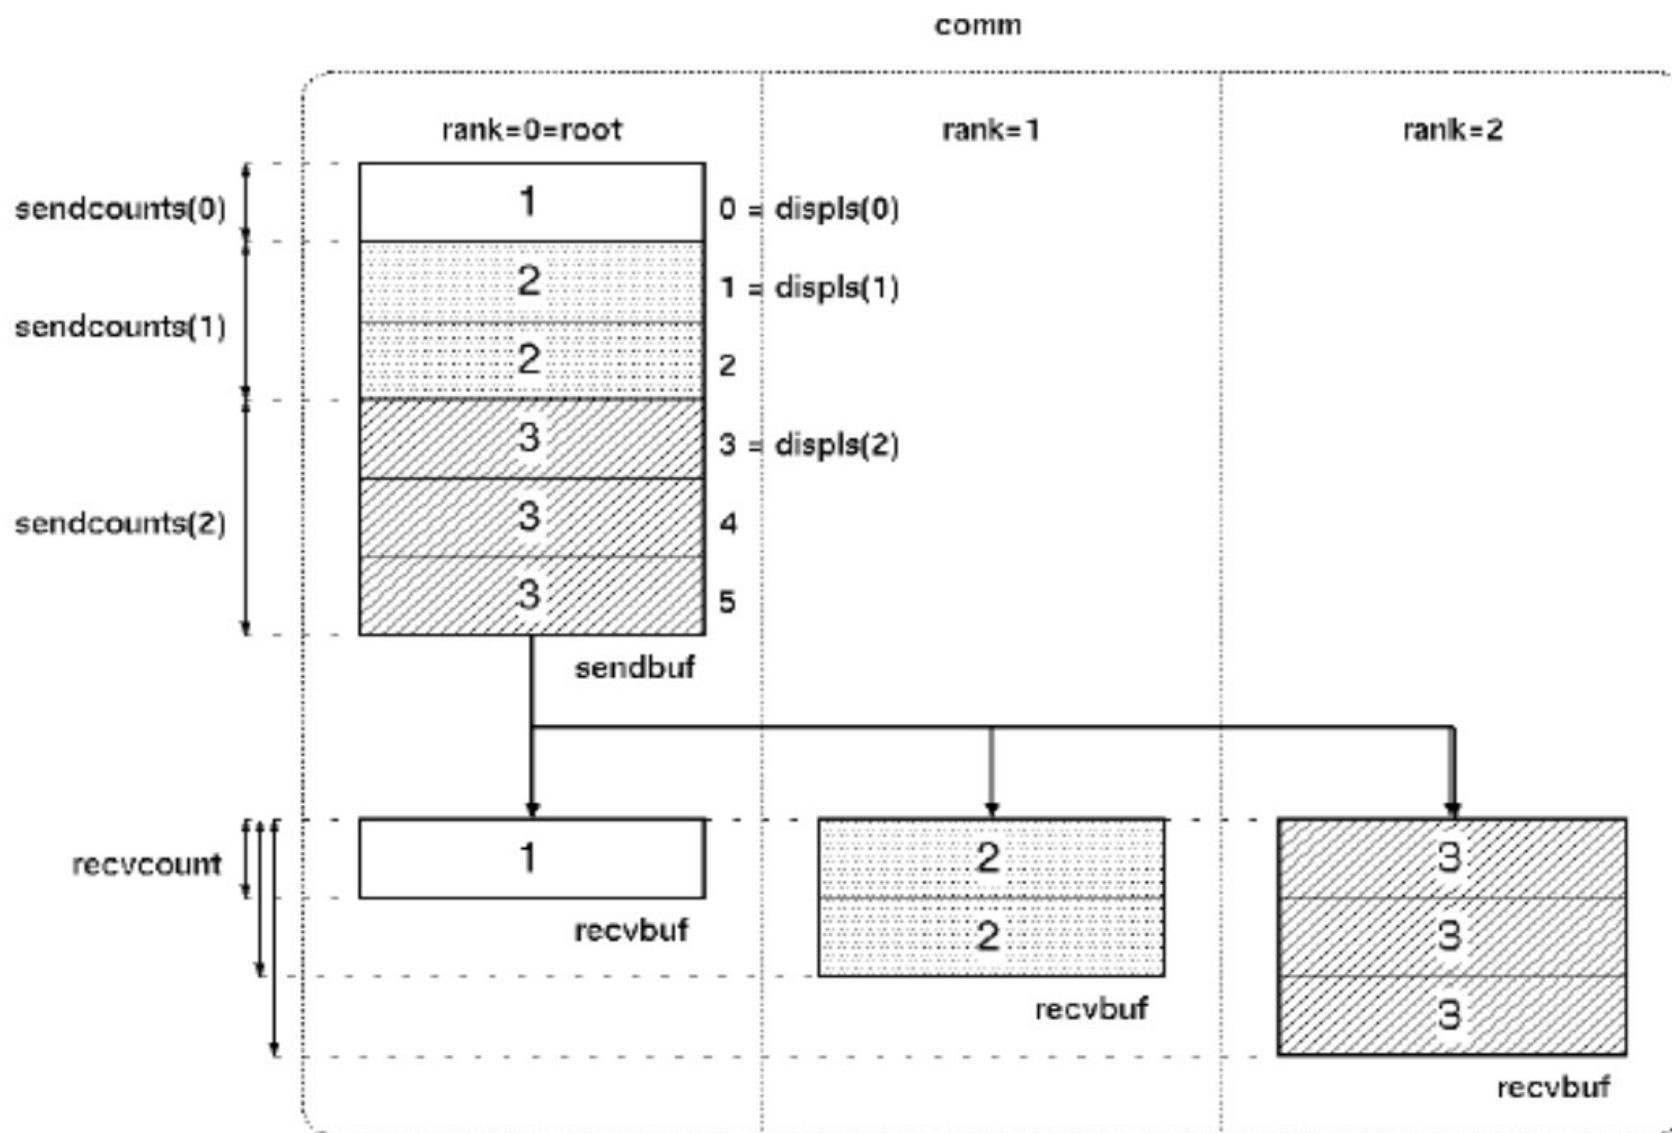 comm
rank=0=root rank=1 rank=2
sendcounts(0) 1 0 = displs(0)
2 1 = displs(1)
sendcounts(1)
2 2
3 3 = displs(2)
sendcounts(2) 3 4
3 5
sendbuf
recvcount 1 2 3
recvbuf 2 3
recvbuf 3
recvbuf